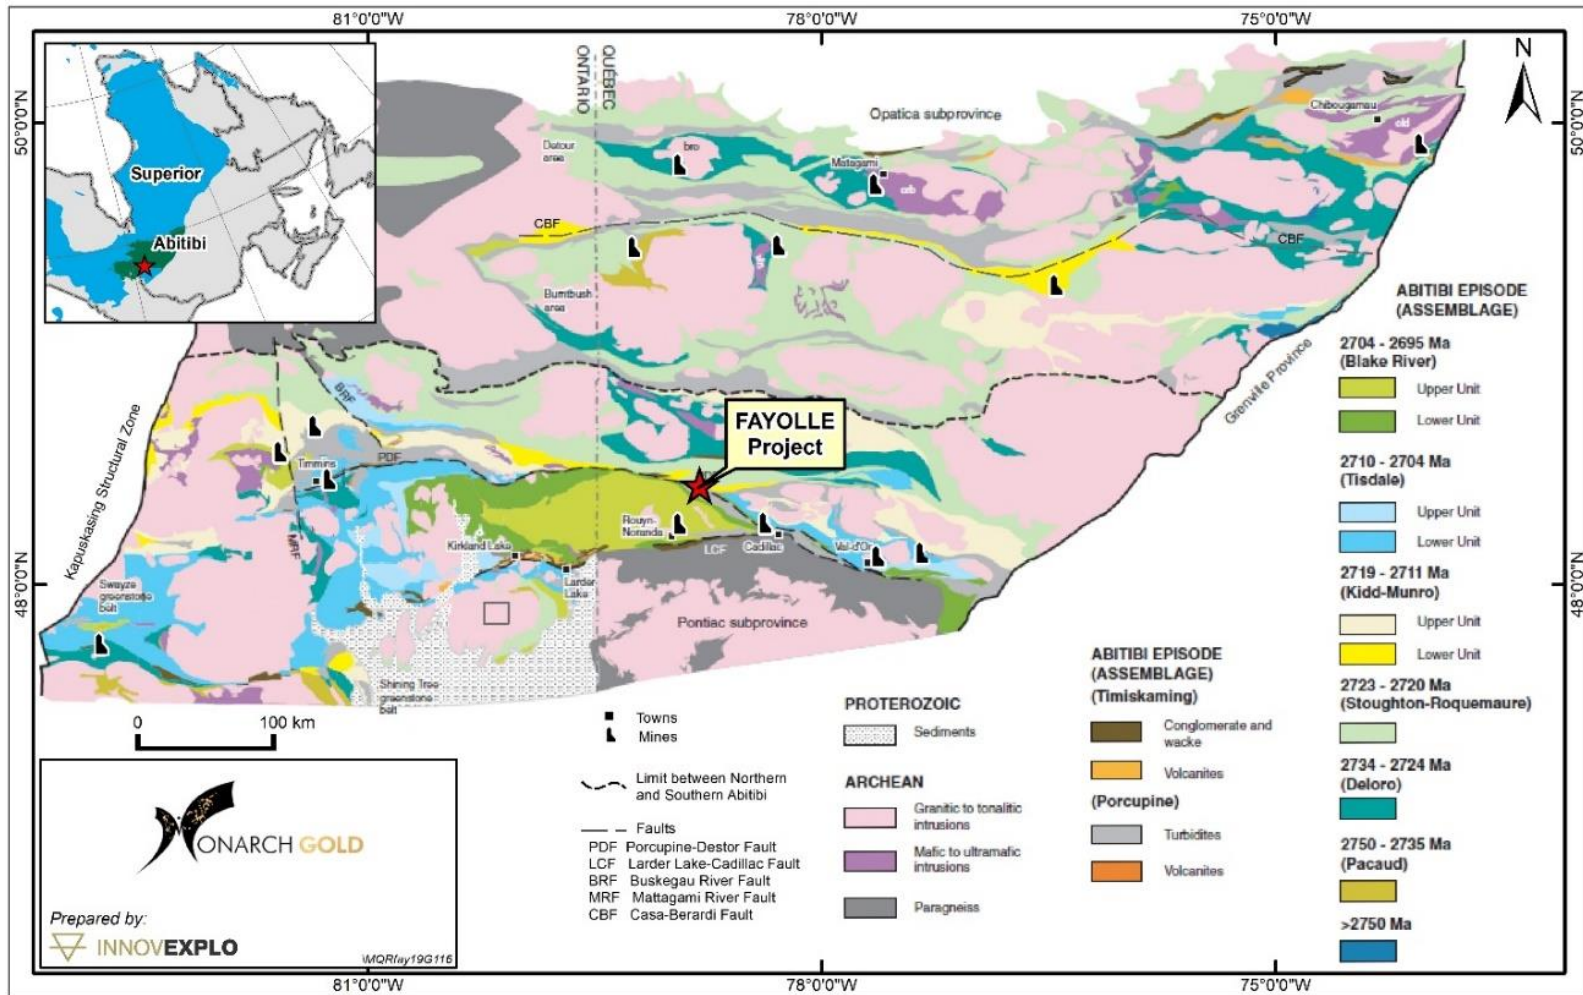 81°0'0"W
78°0'0"W
75°0'0"W
50°0'0"N
50°0'0"N
48°0'0"N
48°0'0"N
N
Superior
Abitibi
ONTARIO
QUÉBEC
Opatica subprovince
Chibougamau
old
Detour
area
bro
Matagami
CBF
CBF
Burntbush
area
Grenville Province
Kapuskasing Structural Zone
BRF
FAYOLLE
Project
PDF
Timmins
MRF
Rouyn-
Noranda
Kirkland Lake
LCF
Cadillac
Val-d'Or
Larder
Lake
Swayze
greenstone
belt
Pontiac subprovince
Shining Tree
greenstone
belt
0
100 km
ABITIBI EPISODE
(ASSEMBLAGE)
2704 - 2695 Ma
(Blake River)
Upper Unit
Lower Unit
2710 - 2704 Ma
(Tisdale)
Upper Unit
Lower Unit
2719 - 2711 Ma
(Kidd-Munro)
Upper Unit
Lower Unit
2723 - 2720 Ma
(Stoughton-Roquemaure)
2734 - 2724 Ma
(Deloro)
2750 - 2735 Ma
(Pacaud)
>2750 Ma
ABITIBI EPISODE
(ASSEMBLAGE)
(Timiskaming)
Conglomerate and
wacke
Volcanites
(Porcupine)
Turbidites
Volcanites
PROTEROZOIC
Sediments
ARCHEAN
Granitic to tonalitic
intrusions
Mafic to ultramafic
intrusions
Paragneiss
Towns
Mines
Limit between Northern
and Southern Abitibi
Faults
PDF Porcupine-Destor Fault
LCF Larder Lake-Cadillac Fault
BRF Buskegau River Fault
MRF Mattagami River Fault
CBF Casa-Berardi Fault
MONARCH GOLD
Prepared by:
INNOVEXPLO
\MQRfay19G116
81°0'0"W
78°0'0"W
75°0'0"W